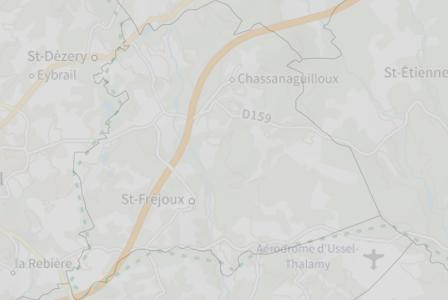 St-Dézery
Eybrail
Chassanaguilloux
St-Étienne
D159
St-Fréjoux
Aérodrome d'Ussel-
Thalamy
la Rebière